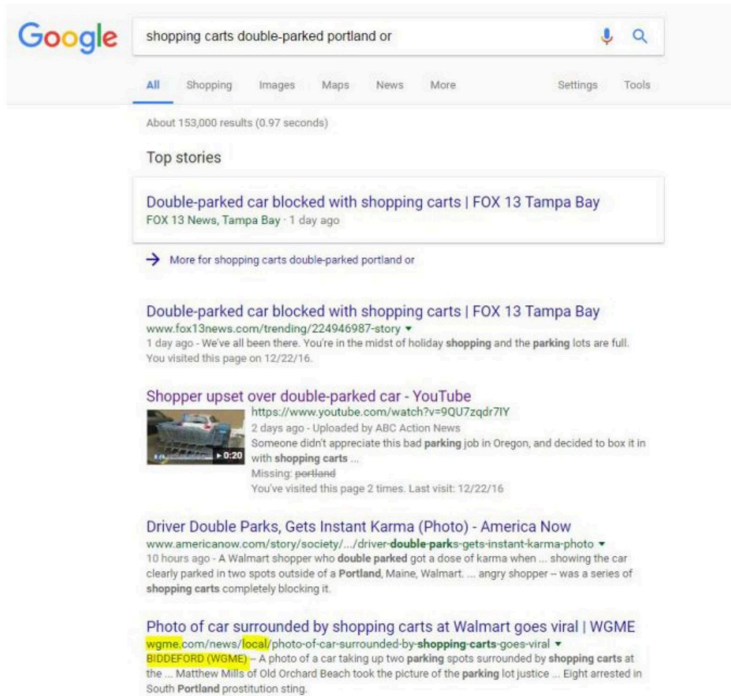 Google shopping carts double-parked portland or
All Shopping Images Maps News More Settings Tools
About 153,000 results (0.97 seconds)
Top stories
Double-parked car blocked with shopping carts | FOX 13 Tampa Bay
FOX 13 News, Tampa Bay · 1 day ago
More for shopping carts double-parked portland or
Double-parked car blocked with shopping carts | FOX 13 Tampa Bay
www.fox13news.com/trending/224946987-story
1 day ago - We've all been there. You're in the midst of holiday shopping and the parking lots are full.
You visited this page on 12/22/16.
Shopper upset over double-parked car - YouTube
https://www.youtube.com/watch?v=9QU7zqdr7IY
2 days ago - Uploaded by ABC Action News
Someone didn't appreciate this bad parking job in Oregon, and decided to box it in
0:20 with shopping carts ...
Missing: portland
You've visited this page 2 times. Last visit: 12/22/16
Driver Double Parks, Gets Instant Karma (Photo) - America Now
www.americanow.com/story/society/.../driver-double-parks-gets-instant-karma-photo
10 hours ago - A Walmart shopper who double parked got a dose of karma when ... showing the car
clearly parked in two spots outside of a Portland, Maine, Walmart. ... angry shopper – was a series of
shopping carts completely blocking it.
Photo of car surrounded by shopping carts at Walmart goes viral | WGME
wgme.com/news/local/photo-of-car-surrounded-by-shopping-carts-goes-viral
BIDDEFORD (WGME) – A photo of a car taking up two parking spots surrounded by shopping carts at
the ... Matthew Mills of Old Orchard Beach took the picture of the parking lot justice ... Eight arrested in
South Portland prostitution sting.